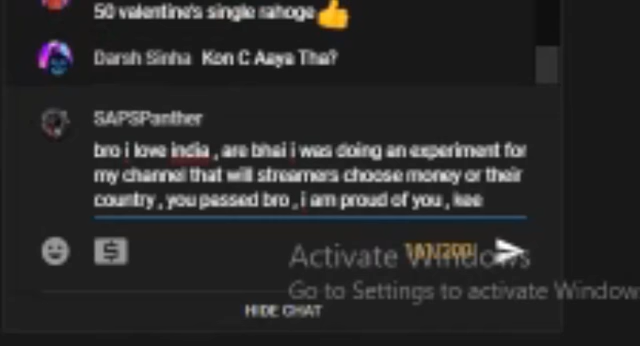 50 valentine's single rahoge
Darsh Sinha Kon C Aaya Tha?
SAPSPanther
bro i love india , are bhai i was doing an experiment for
my channel that will streamers choose money or their
country , you passed bro , i am proud of you , kee
/200
Activate Windows
Go to Settings to activate Window
HIDE CHAT